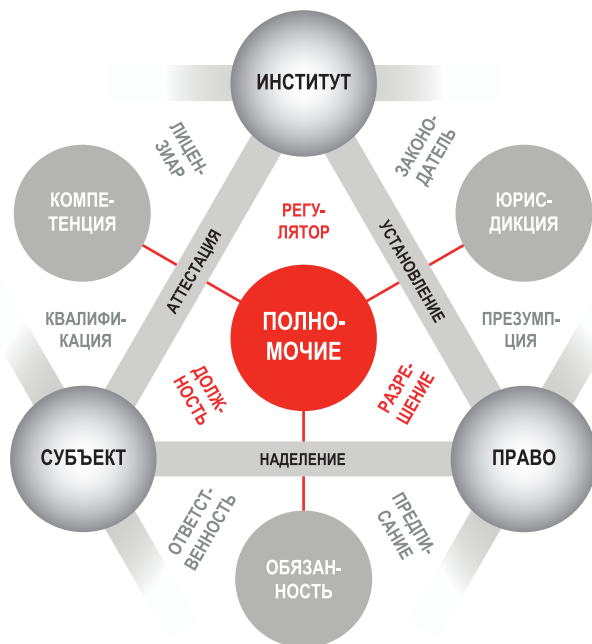 ИНСТИТУТ
ЛИЦЕН-
ЗИАР
ЗАКОНО-
ДАТЕЛЬ
КОМПЕ-
ТЕНЦИЯ
РЕГУ-
ЛЯТОР
ЮРИС-
ДИКЦИЯ
АТТЕСТАЦИЯ
УСТАНОВЛЕНИЕ
КВАЛИФИ-
КАЦИЯ
ПОЛНО-
МОЧИЕ
ПРЕЗУМП-
ЦИЯ
ДОЛЖ-
НОСТЬ
РАЗРЕ-
ШЕНИЕ
СУБЪЕКТ
НАДЕЛЕНИЕ
ПРАВО
ОТВЕТСТ-
ВЕННОСТЬ
ПРЕДПИ-
САНИЕ
ОБЯЗАН-
НОСТЬ